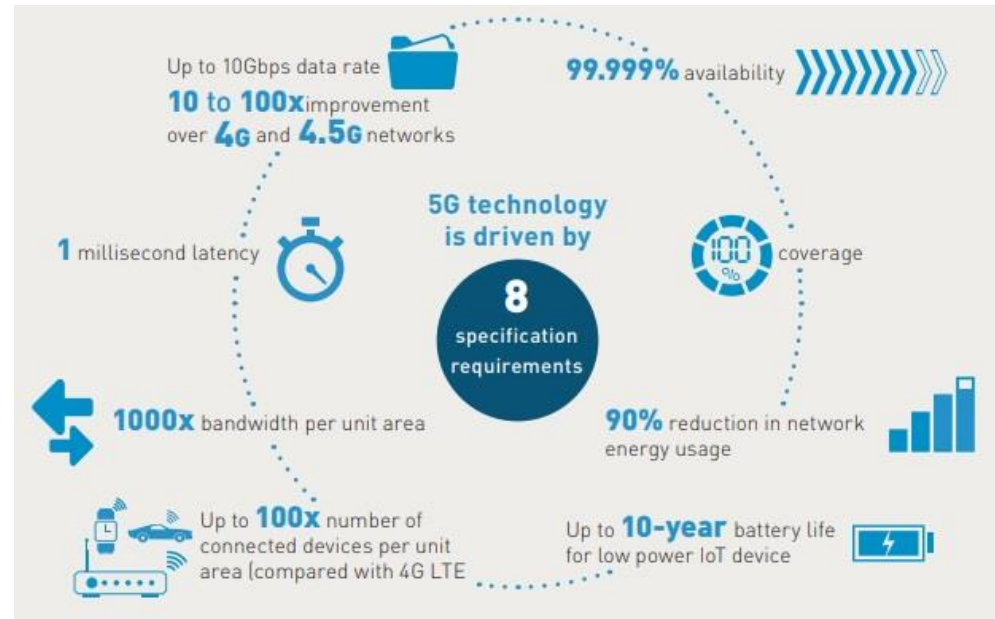 Up to 10Gbps data rate
10 to 100x improvement
over 4G and 4.5G networks
99.999% availability
5G technology
is driven by
8
specification
requirements
1 millisecond latency
100
%
coverage
1000x bandwidth per unit area
90% reduction in network
energy usage
Up to 100x number of
connected devices per unit
area (compared with 4G LTE
Up to 10-year battery life
for low power IoT device